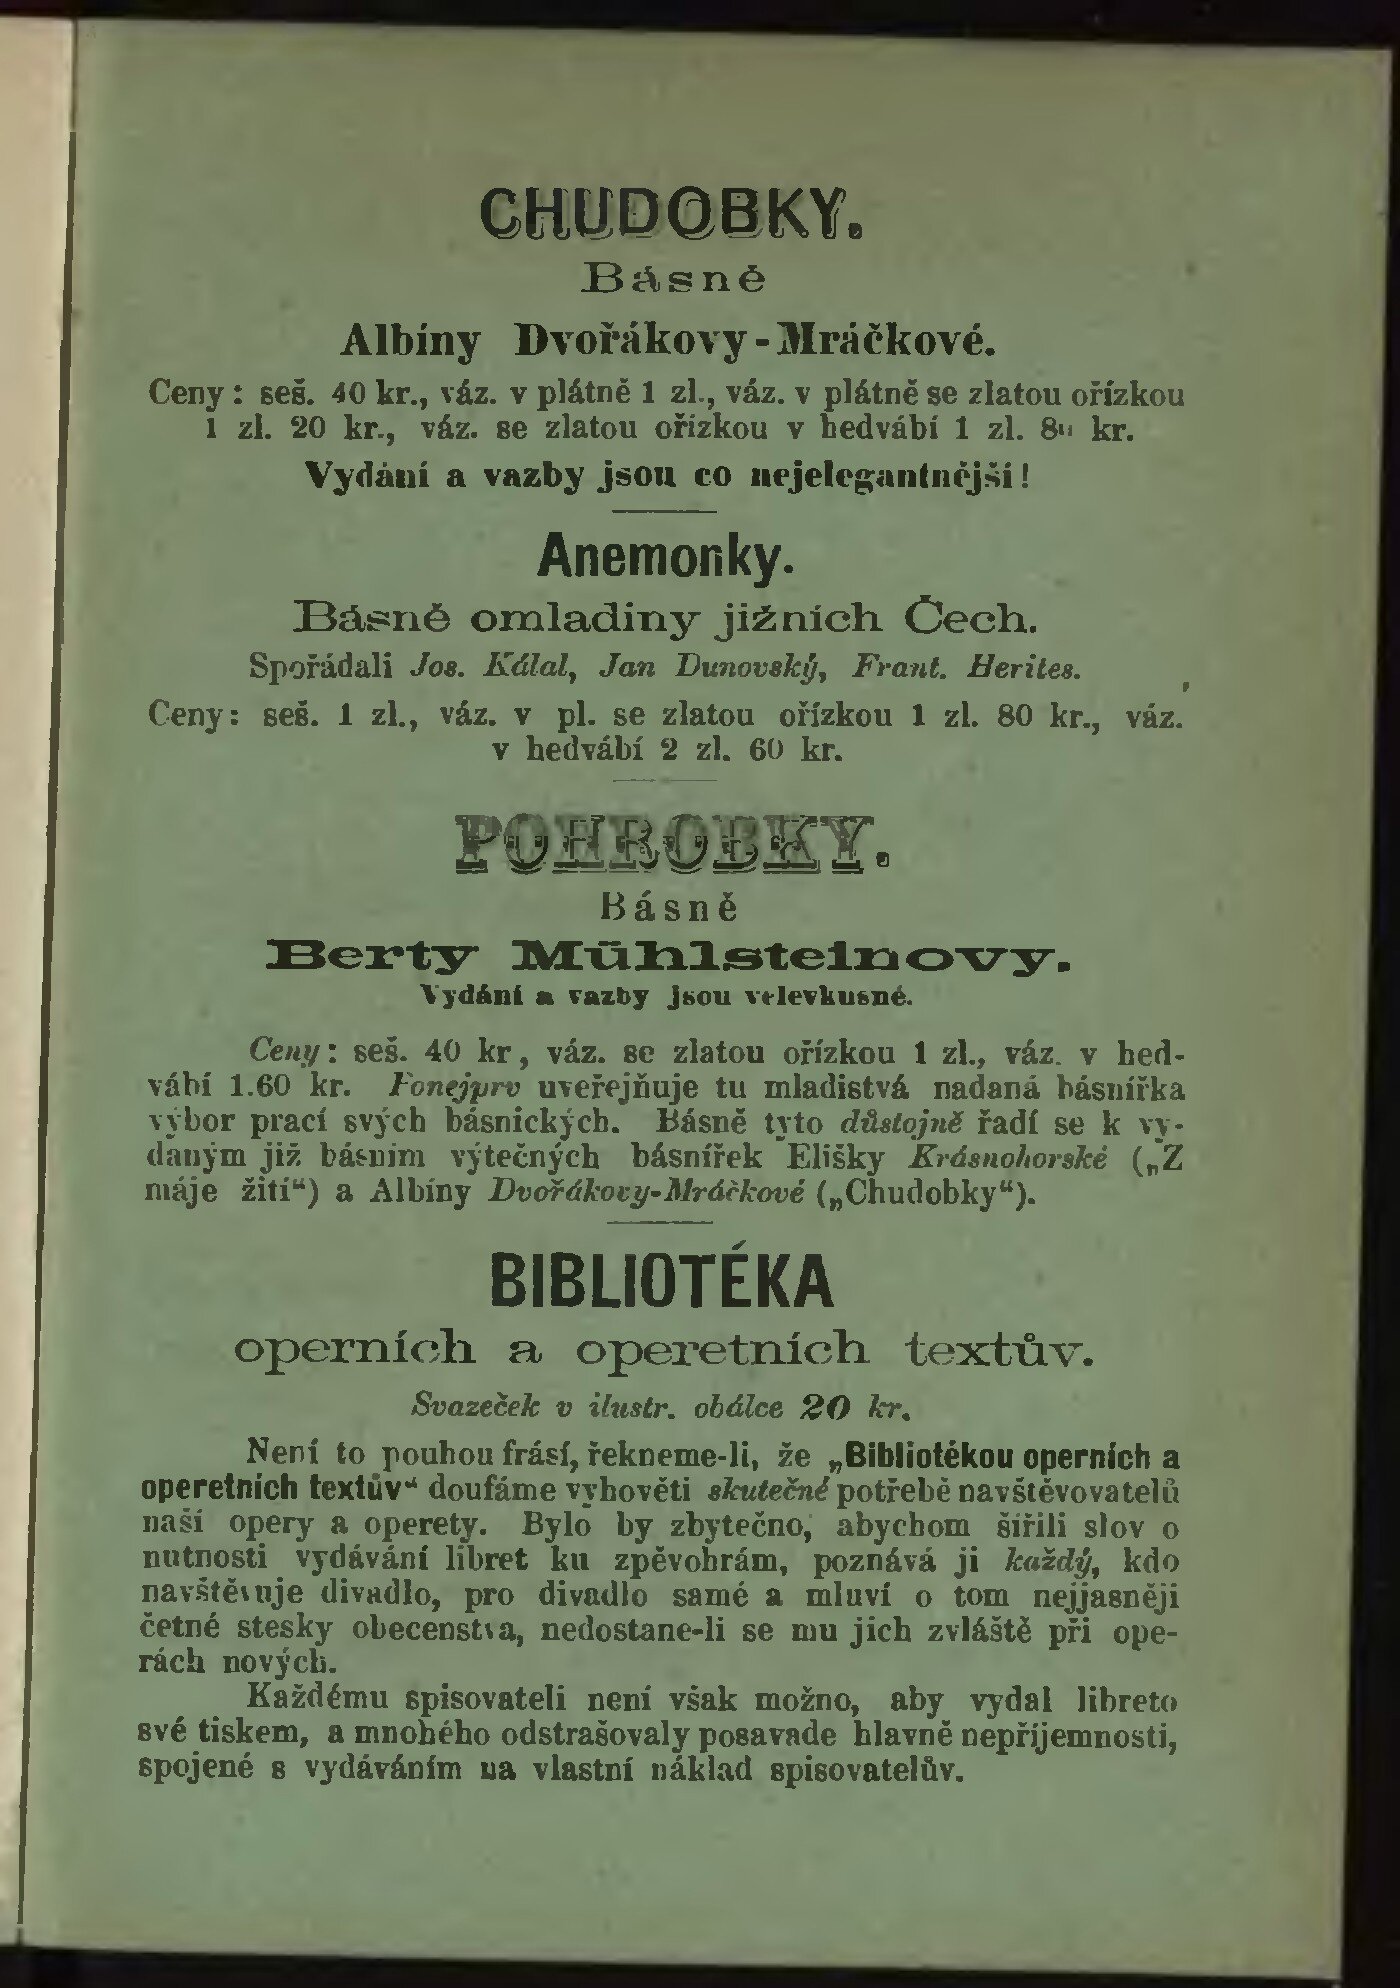 CHUDOBKY.
Básně
Albíny Dvořákovy-Mráčkové.
Ceny: seš. 40 kr., váz. v plátně 1 zl., váz. v plátně se zlatou ořízkou
1 zl. 20 kr., váz. se zlatou ořízkou v hedvábí 1 zl. 80 kr.
Vydání a vazby jsou co nejelegantnější!
Anemonky.
Básně omladiny jižních Čech.
Spořádali Jos. Kálal, Jan Dunovský, Frant. Herites.
Ceny: seš. 1 zl., váz. v pl. se zlatou ořízkou 1 zl. 80 kr., váz.
v hedvábí 2 zl. 60 kr.
POHROBKY.
Básně
Berty Mühlsteinovy.
Vydání a vazby jsou velevkusné.
Ceny: seš. 40 kr, váz. se zlatou ořízkou 1 zl., váz. v hed-
vábí 1.60 kr. Ponejprv uveřejňuje tu mladistvá nadaná básnířka
výbor prací svých básnických. Básně tyto důstojně řadí se k vy-
daným již básnim výtečných básnířek Elišky Krásnohorské („Z
máje žití“) a Albíny Dvořákovy-Mráčkové („Chudobky“).
BIBLIOTÉKA
operních a operetních textův.
Svazeček v ilustr. obálce 20 kr.
Není to pouhou frásí, řekneme-li, že „Bibliotékou operních a
operetních textův“ doufáme vyhověti skutečné potřebě navštěvovatelů
naší opery a operety. Bylo by zbytečno, abychom šířili slov o
nutnosti vydávání libret ku zpěvohrám, poznává ji každý, kdo
navštěvuje divadlo, pro divadlo samé a mluví o tom nejjasněji
četné stesky obecenstva, nedostane-li se mu jich zvláště při ope-
rách nových.
Každému spisovateli není však možno, aby vydal libreto
své tiskem, a mnohého odstrašovaly posavade hlavně nepříjemnosti,
spojené s vydáváním na vlastní náklad spisovatelův.